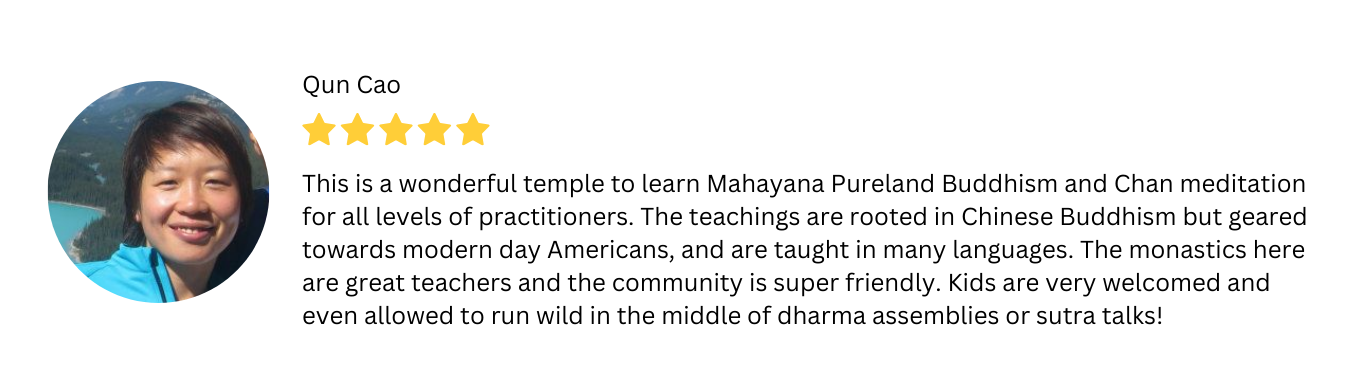 Qun Cao
This is a wonderful temple to learn Mahayana Pureland Buddhism and Chan meditation
for all levels of practitioners. The teachings are rooted in Chinese Buddhism but geared
towards modern day Americans, and are taught in many languages. The monastics here
are great teachers and the community is super friendly. Kids are very welcomed and
even allowed to run wild in the middle of dharma assemblies or sutra talks!